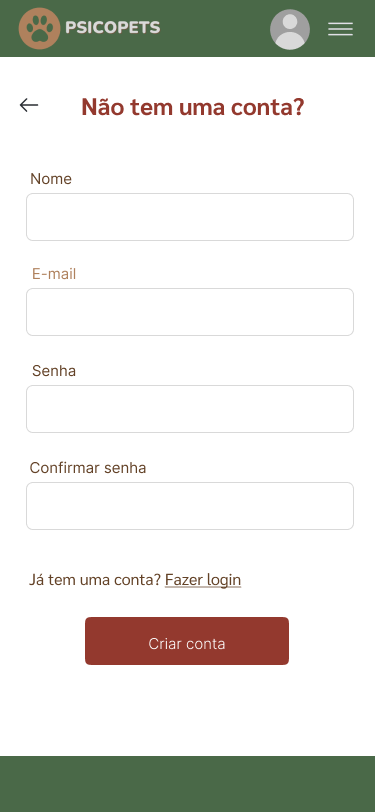 PSICOPETS
Não tem uma conta?
Nome
E-mail
Senha
Confirmar senha
Já tem uma conta? Fazer login
Criar conta